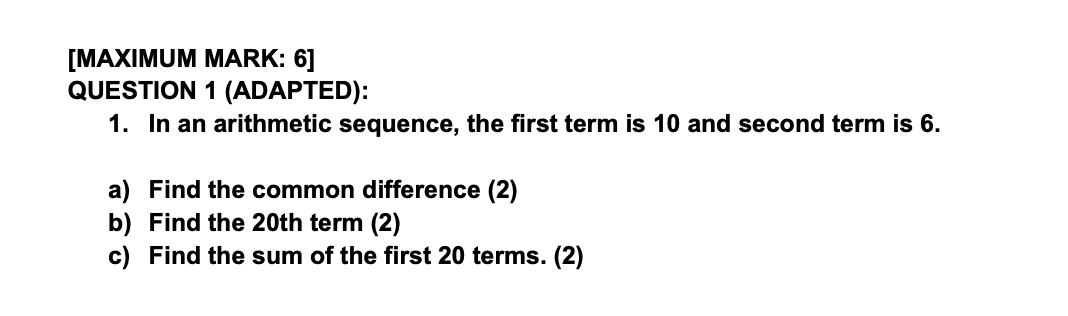 [MAXIMUM MARK: 6]
QUESTION 1 (ADAPTED):
1. In an arithmetic sequence, the first term is 10 and second term is 6.
a) Find the common difference (2)
b) Find the 20th term (2)
c) Find the sum of the first 20 terms. (2)